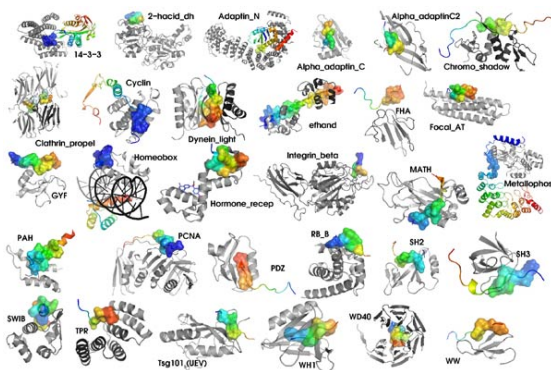 14-3-3
2-hacid_dh
Adaptin_N
Alpha_adaptin_C
Alpha_adaptinC2
Chromo_shadow
Clathrin_propel
Cyclin
Dynein_light
efhand
FHA
Focal_AT
GYF
Homeobox
Hormone_recep
Integrin_beta
MATH
Metallophos
PAH
PCNA
PDZ
RB_B
SH2
SH3
SWIB
TPR
Tsg101 (UEV)
WH1
WD40
WW